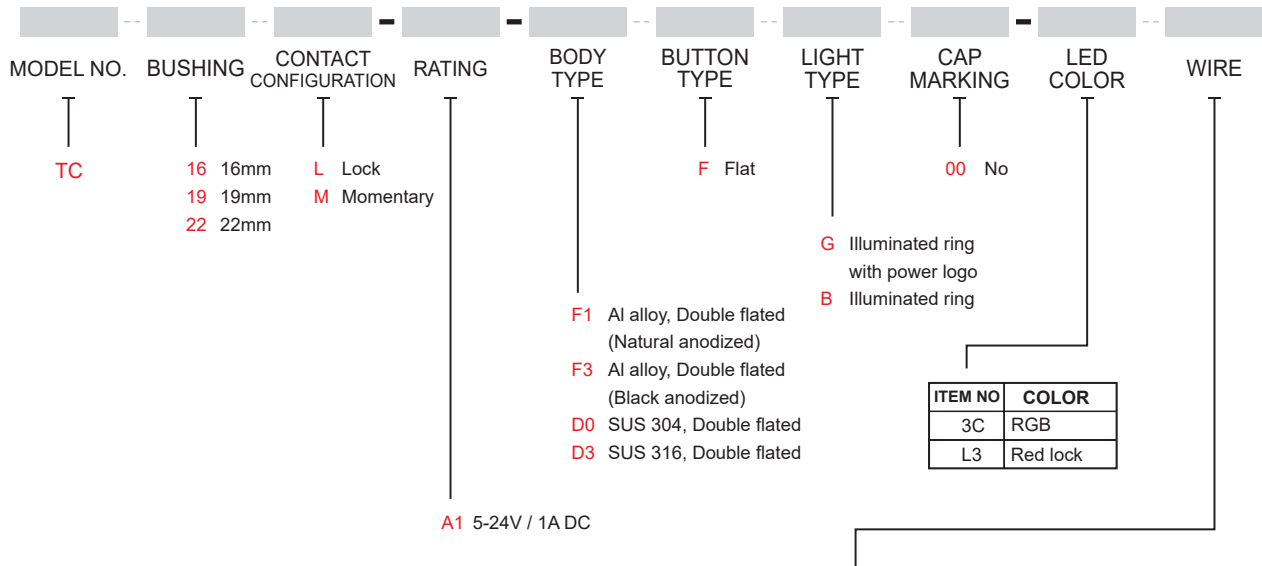 MODEL NO.
BUSHING
CONTACT
CONFIGURATION
RATING
BODY
TYPE
BUTTON
TYPE
LIGHT
TYPE
CAP
MARKING
LED
COLOR
WIRE
TC
16 16mm
19 19mm
22 22mm
L Lock
M Momentary
F Flat
00 No
G Illuminated ring
with power logo
B Illuminated ring
F1 Al alloy, Double flated
(Natural anodized)
F3 Al alloy, Double flated
(Black anodized)
D0 SUS 304, Double flated
D3 SUS 316, Double flated
ITEM NO COLOR
3C RGB
L3 Red lock
A1 5-24V / 1A DC